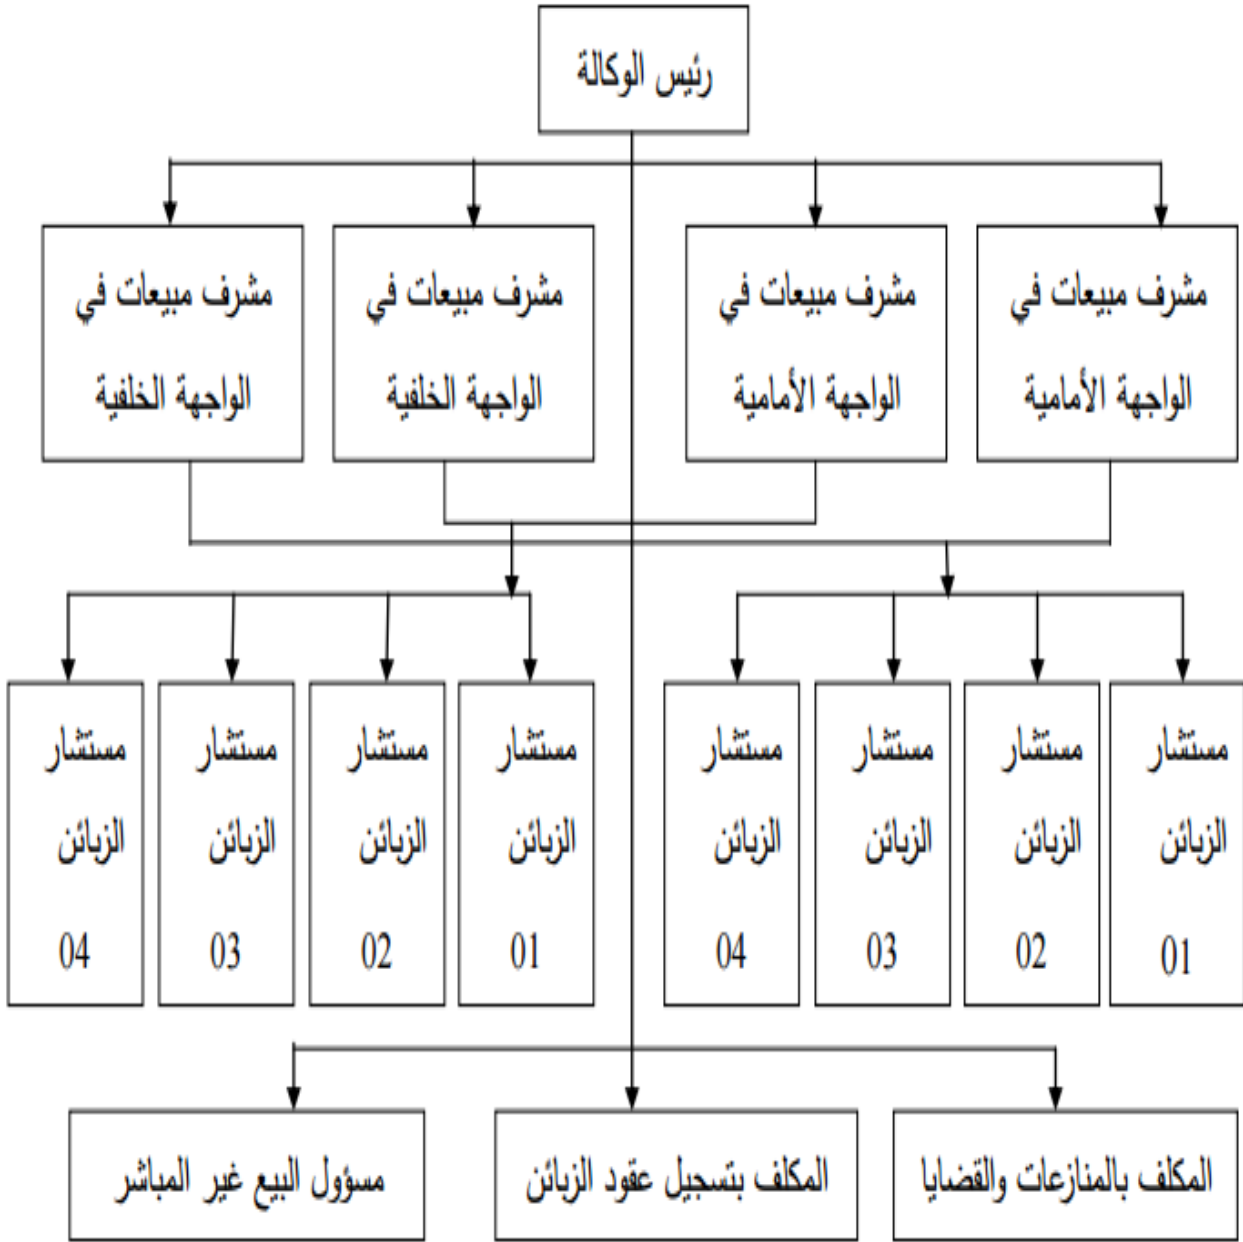 رئيس الوكالة
مشرف مبيعات في
الواجهة الأمامية
مشرف مبيعات في
الواجهة الأمامية
مشرف مبيعات في
الواجهة الخلفية
مشرف مبيعات في
الواجهة الخلفية
مستشار
الزبائن
01
مستشار
الزبائن
02
مستشار
الزبائن
03
مستشار
الزبائن
04
مستشار
الزبائن
01
مستشار
الزبائن
02
مستشار
الزبائن
03
مستشار
الزبائن
04
المكلف بالمنازعات والقضايا
المكلف بتسجيل عقود الزبائن
مسؤول البيع غير المباشر